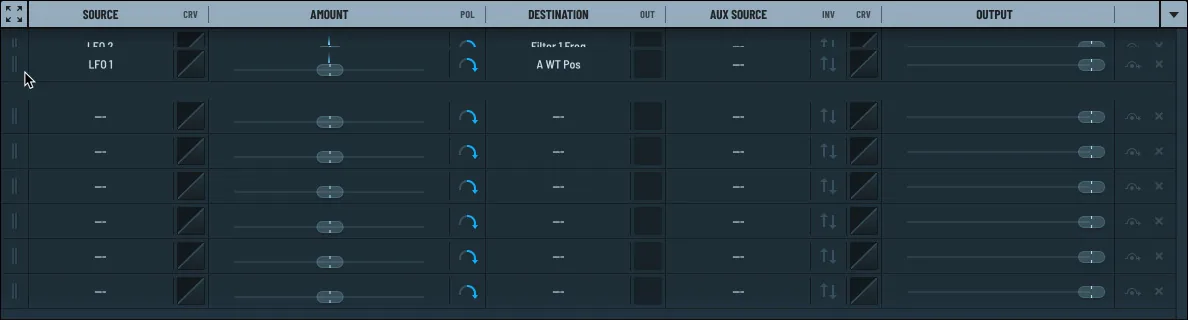 SOURCE CRV AMOUNT POL DESTINATION OUT AUX SOURCE INV CRV OUTPUT
LFO 2 Filter 1 Freq --
LFO 1 A WT Pos --
-- -- --
-- -- --
-- -- --
-- -- --
-- -- --
-- -- --